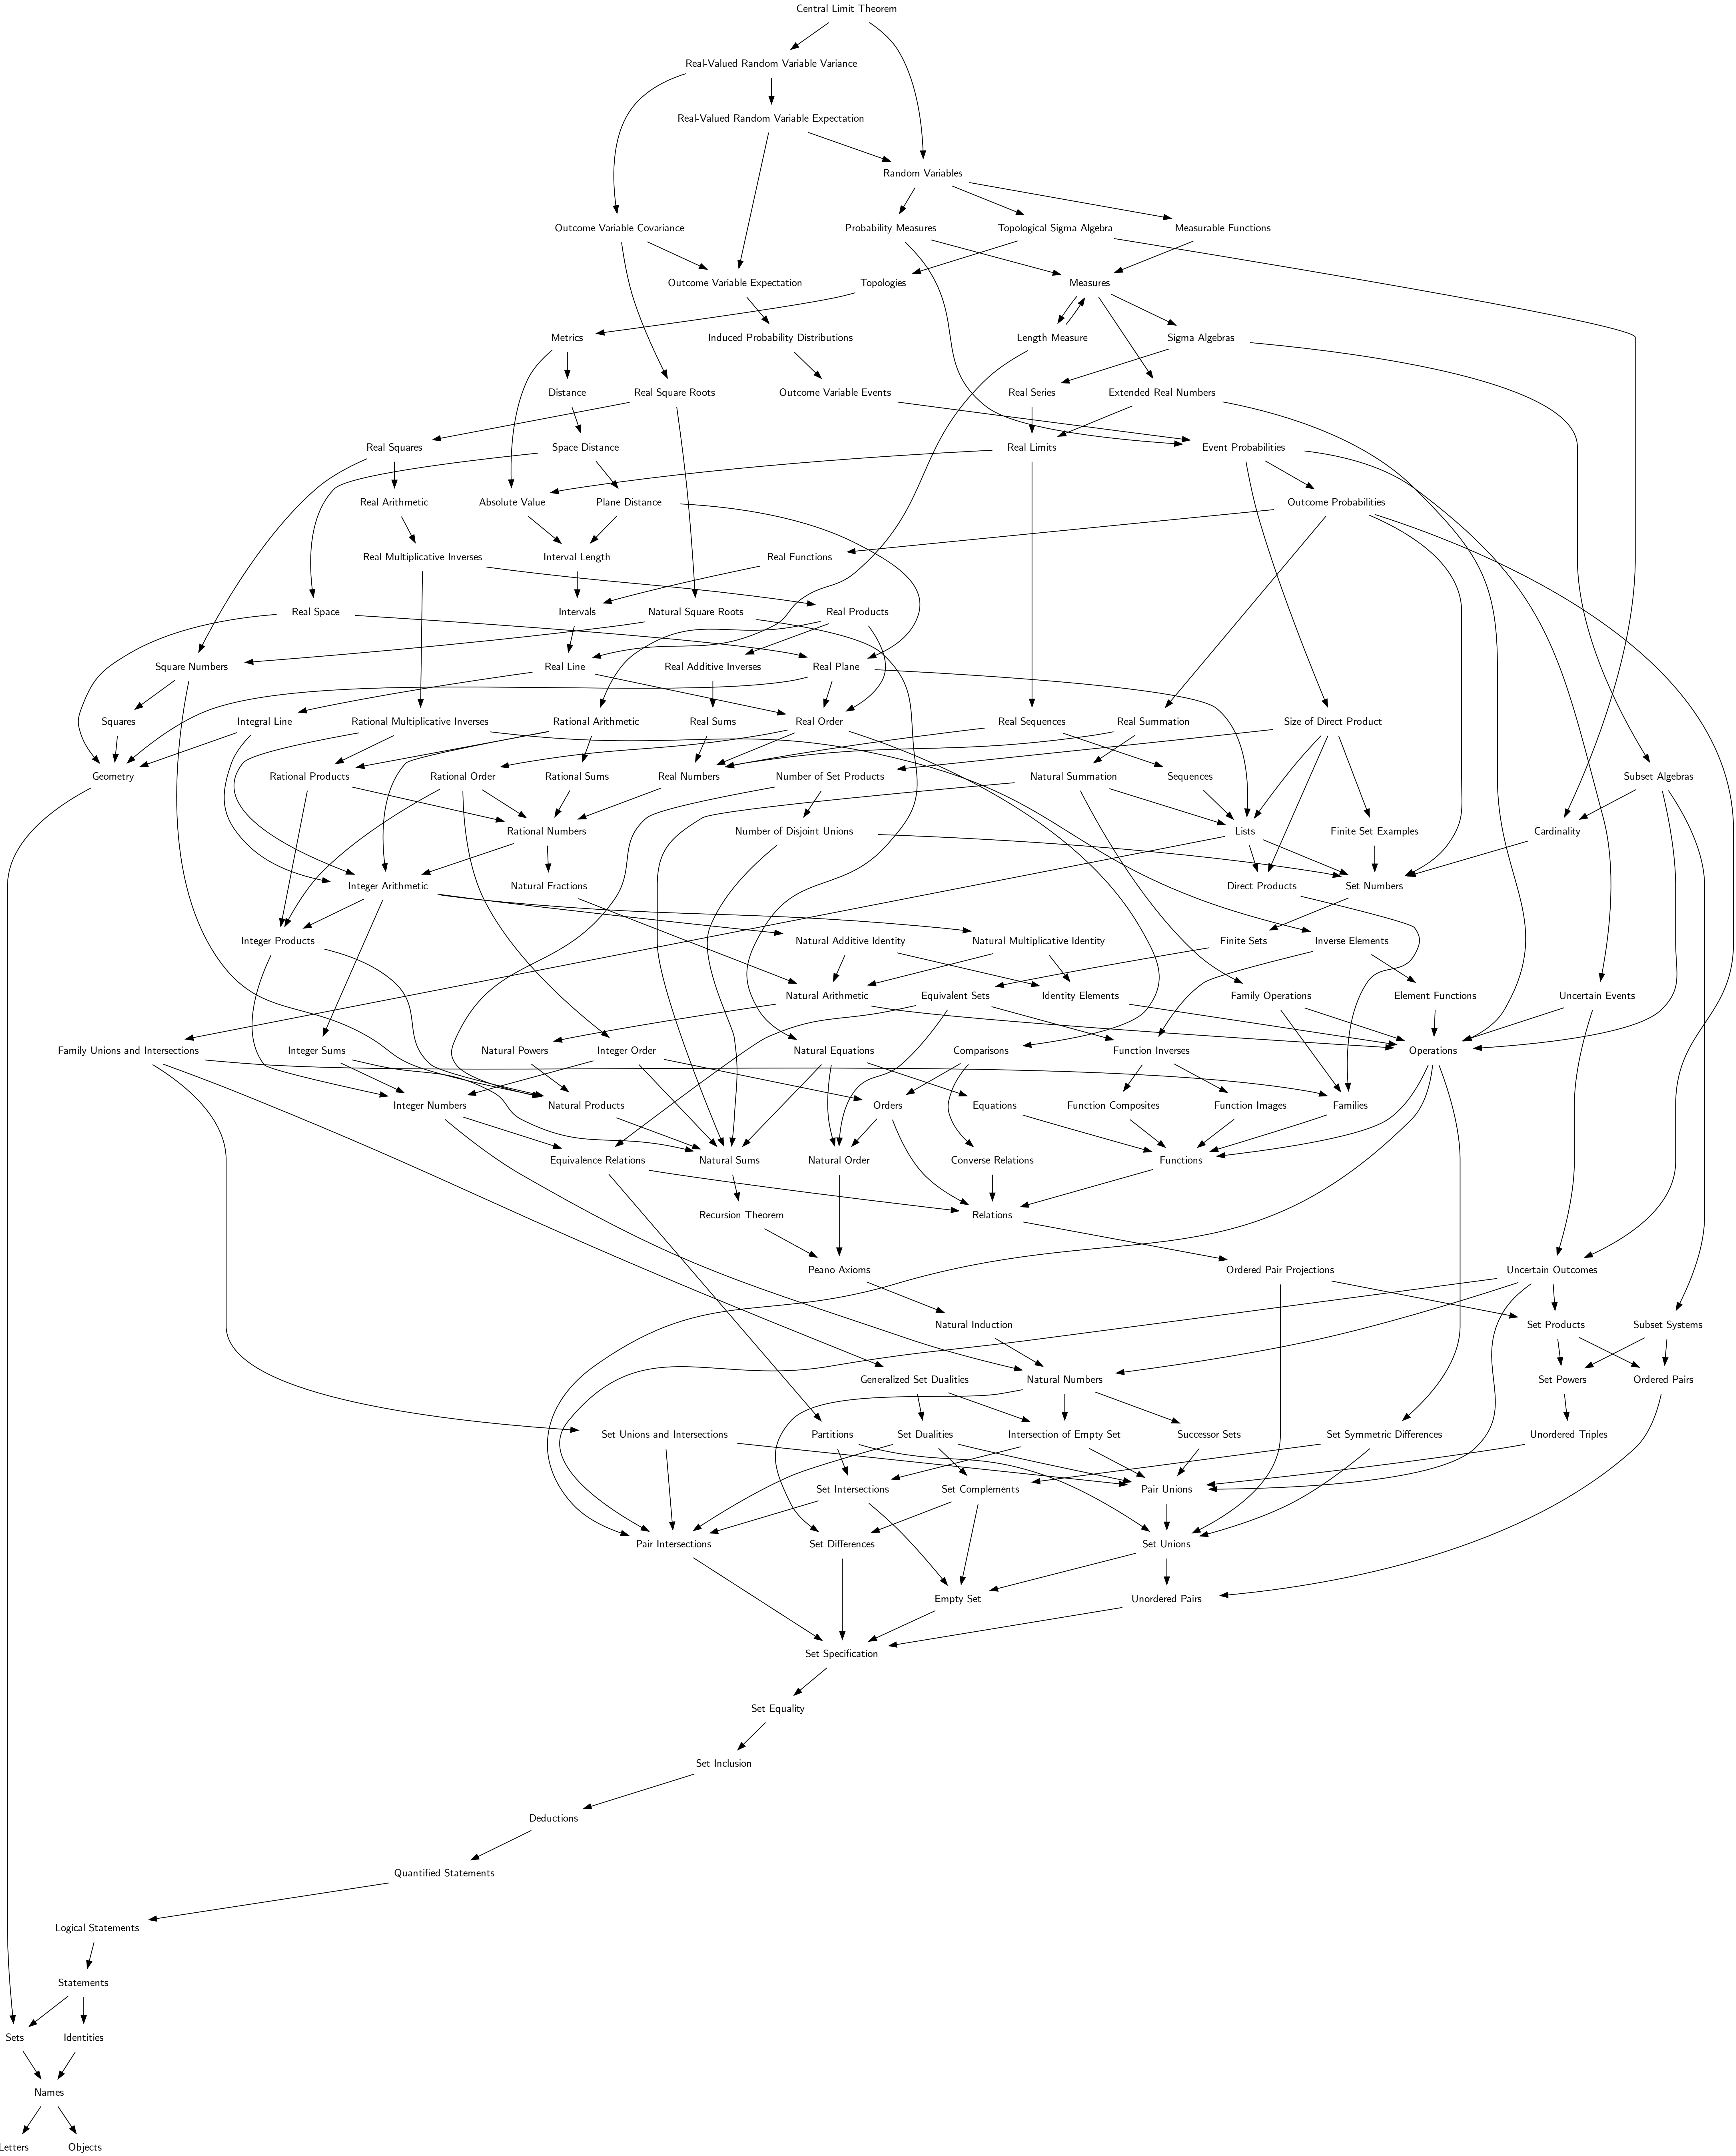 Central Limit Theorem
Real-Valued Random Variable Variance
Real-Valued Random Variable Expectation
Random Variables
Outcome Variable Covariance
Probability Measures
Topological Sigma Algebra
Measurable Functions
Outcome Variable Expectation
Topologies
Measures
Metrics
Induced Probability Distributions
Length Measure
Sigma Algebras
Distance
Real Square Roots
Outcome Variable Events
Real Series
Extended Real Numbers
Real Squares
Space Distance
Real Limits
Event Probabilities
Real Arithmetic
Absolute Value
Plane Distance
Outcome Probabilities
Real Multiplicative Inverses
Interval Length
Real Functions
Real Space
Intervals
Natural Square Roots
Real Products
Square Numbers
Real Line
Real Additive Inverses
Real Plane
Squares
Integral Line
Rational Multiplicative Inverses
Rational Arithmetic
Real Sums
Real Order
Real Sequences
Real Summation
Size of Direct Product
Geometry
Rational Products
Rational Order
Rational Sums
Real Numbers
Number of Set Products
Natural Summation
Sequences
Subset Algebras
Rational Numbers
Number of Disjoint Unions
Lists
Finite Set Examples
Cardinality
Integer Arithmetic
Natural Fractions
Direct Products
Set Numbers
Integer Products
Natural Additive Identity
Natural Multiplicative Identity
Finite Sets
Inverse Elements
Natural Arithmetic
Equivalent Sets
Identity Elements
Family Operations
Element Functions
Uncertain Events
Family Unions and Intersections
Integer Sums
Natural Powers
Integer Order
Natural Equations
Comparisons
Function Inverses
Operations
Integer Numbers
Natural Products
Orders
Equations
Function Composites
Function Images
Families
Equivalence Relations
Natural Sums
Natural Order
Converse Relations
Functions
Recursion Theorem
Relations
Peano Axioms
Ordered Pair Projections
Uncertain Outcomes
Natural Induction
Set Products
Subset Systems
Generalized Set Dualities
Natural Numbers
Set Powers
Ordered Pairs
Set Unions and Intersections
Partitions
Set Dualities
Intersection of Empty Set
Successor Sets
Set Symmetric Differences
Unordered Triples
Set Intersections
Set Complements
Pair Unions
Pair Intersections
Set Differences
Set Unions
Empty Set
Unordered Pairs
Set Specification
Set Equality
Set Inclusion
Deductions
Quantified Statements
Logical Statements
Statements
Sets
Identities
Names
Letters
Objects